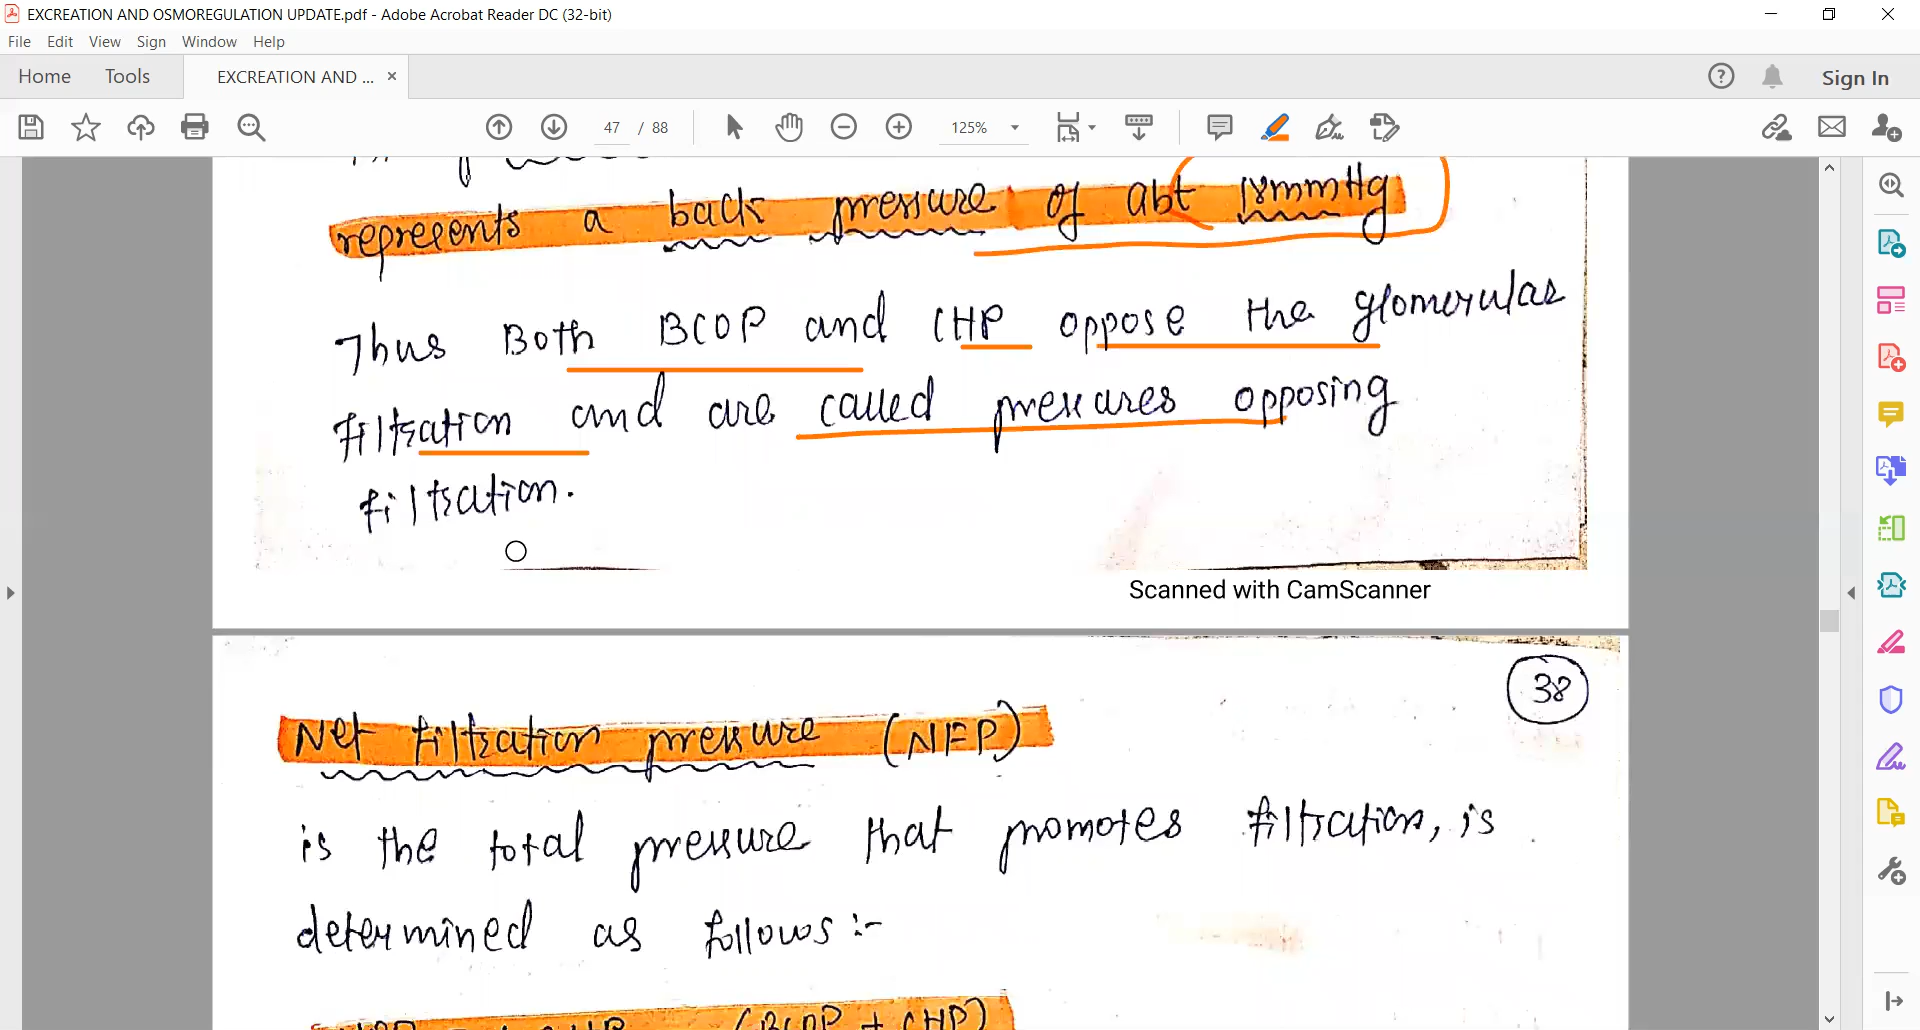 EXCREATION AND OSMOREGULATION UPDATE.pdf - Adobe Acrobat Reader DC (32-bit)
File Edit View Sign Window Help
Home Tools EXCREATION AND ... × Sign In
47 / 88 125%
represents a back pressure of abt mmHg
Thus Both BCOP and CHP oppose the glomerular
filtration and are called pressures opposing
filtration.
Scanned with CamScanner
38
Net filtration pressure (NFP)
is the total pressure that promotes filtration, is
determined as follows :-
(BCOP + CHP)